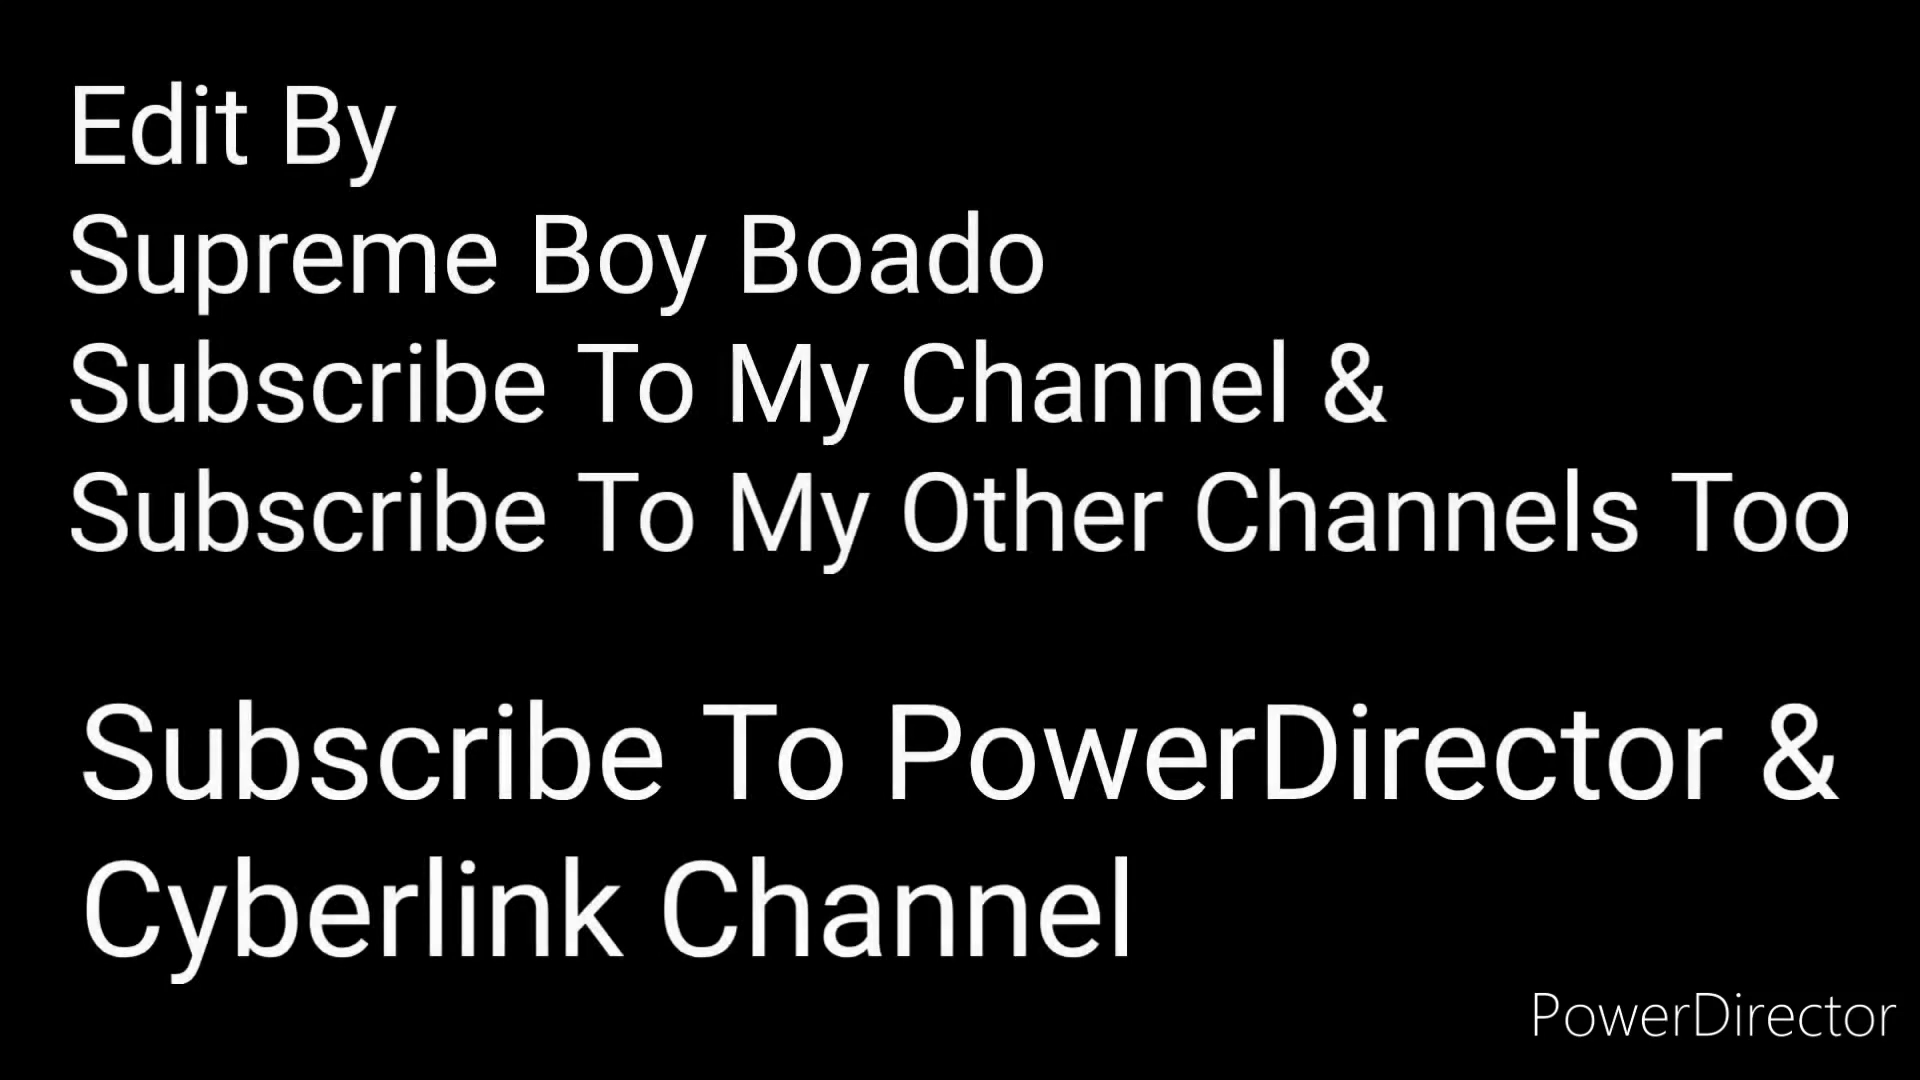 Edit By
Supreme Boy Boado
Subscribe To My Channel &
Subscribe To My Other Channels Too
Subscribe To PowerDirector &
Cyberlink Channel
PowerDirector